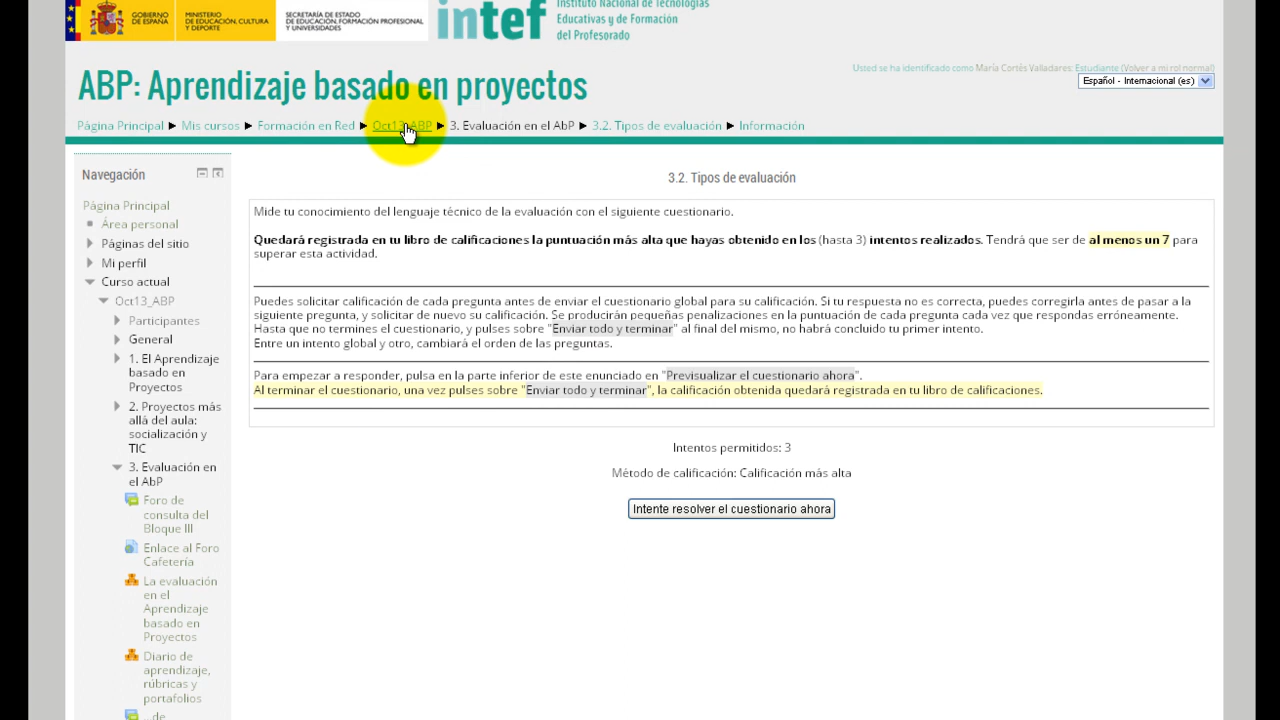 GOBIERNO
DE ESPAÑA
MINISTERIO
DE EDUCACIÓN, CULTURA
Y DEPORTE
SECRETARÍA DE ESTADO
DE EDUCACIÓN, FORMACIÓN PROFESIONAL
Y UNIVERSIDADES
intef
Instituto Nacional de Tecnologías
Educativas y de Formación
del Profesorado
Usted se ha identificado como María Cortés Valladares: Estudiante (Volver a mi rol normal)
Español - Internacional (es)
ABP: Aprendizaje basado en proyectos
Página Principal ► Mis cursos ► Formación en Red ► Oct13_ABP ► 3. Evaluación en el AbP ► 3.2. Tipos de evaluación ► Información
Navegación
Página Principal
Área personal
Páginas del sitio
Mi perfil
Curso actual
Oct13_ABP
Participantes
General
1. El Aprendizaje
basado en
Proyectos
2. Proyectos más
allá del aula:
socialización y
TIC
3. Evaluación en
el AbP
Foro de
consulta del
Bloque III
Enlace al Foro
Cafetería
La evaluación
en el
Aprendizaje
basado en
Proyectos
Diario de
aprendizaje,
rúbricas y
portafolios
...de
3.2. Tipos de evaluación
Mide tu conocimiento del lenguaje técnico de la evaluación con el siguiente cuestionario.
Quedará registrada en tu libro de calificaciones la puntuación más alta que hayas obtenido en los (hasta 3) intentos realizados. Tendrá que ser de al menos un 7 para
superar esta actividad.
Puedes solicitar calificación de cada pregunta antes de enviar el cuestionario global para su calificación. Si tu respuesta no es correcta, puedes corregirla antes de pasar a la
siguiente pregunta, y solicitar de nuevo su calificación. Se producirán pequeñas penalizaciones en la puntuación de cada pregunta cada vez que respondas erróneamente.
Hasta que no termines el cuestionario, y pulses sobre "Enviar todo y terminar" al final del mismo, no habrá concluido tu primer intento.
Entre un intento global y otro, cambiará el orden de las preguntas.
Para empezar a responder, pulsa en la parte inferior de este enunciado en "Previsualizar el cuestionario ahora".
Al terminar el cuestionario, una vez pulses sobre "Enviar todo y terminar", la calificación obtenida quedará registrada en tu libro de calificaciones.
Intentos permitidos: 3
Método de calificación: Calificación más alta
Intente resolver el cuestionario ahora